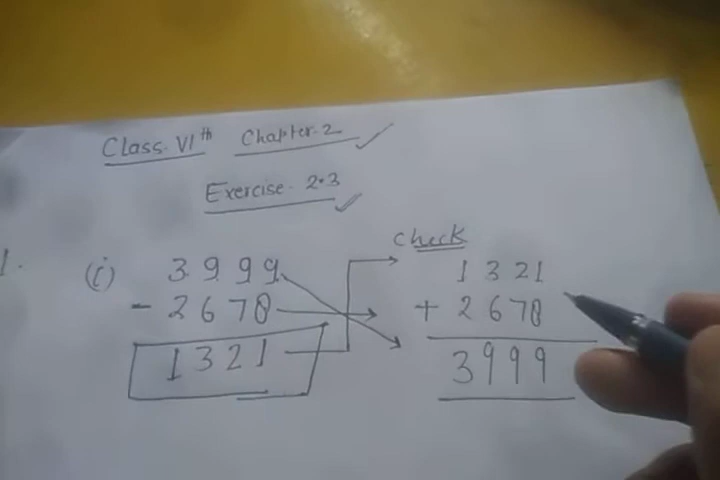 Class-VIth Chapter-2
Exercise-2.3
1. (i) 3999
- 2678
1321
check
1321
+ 2678
3999